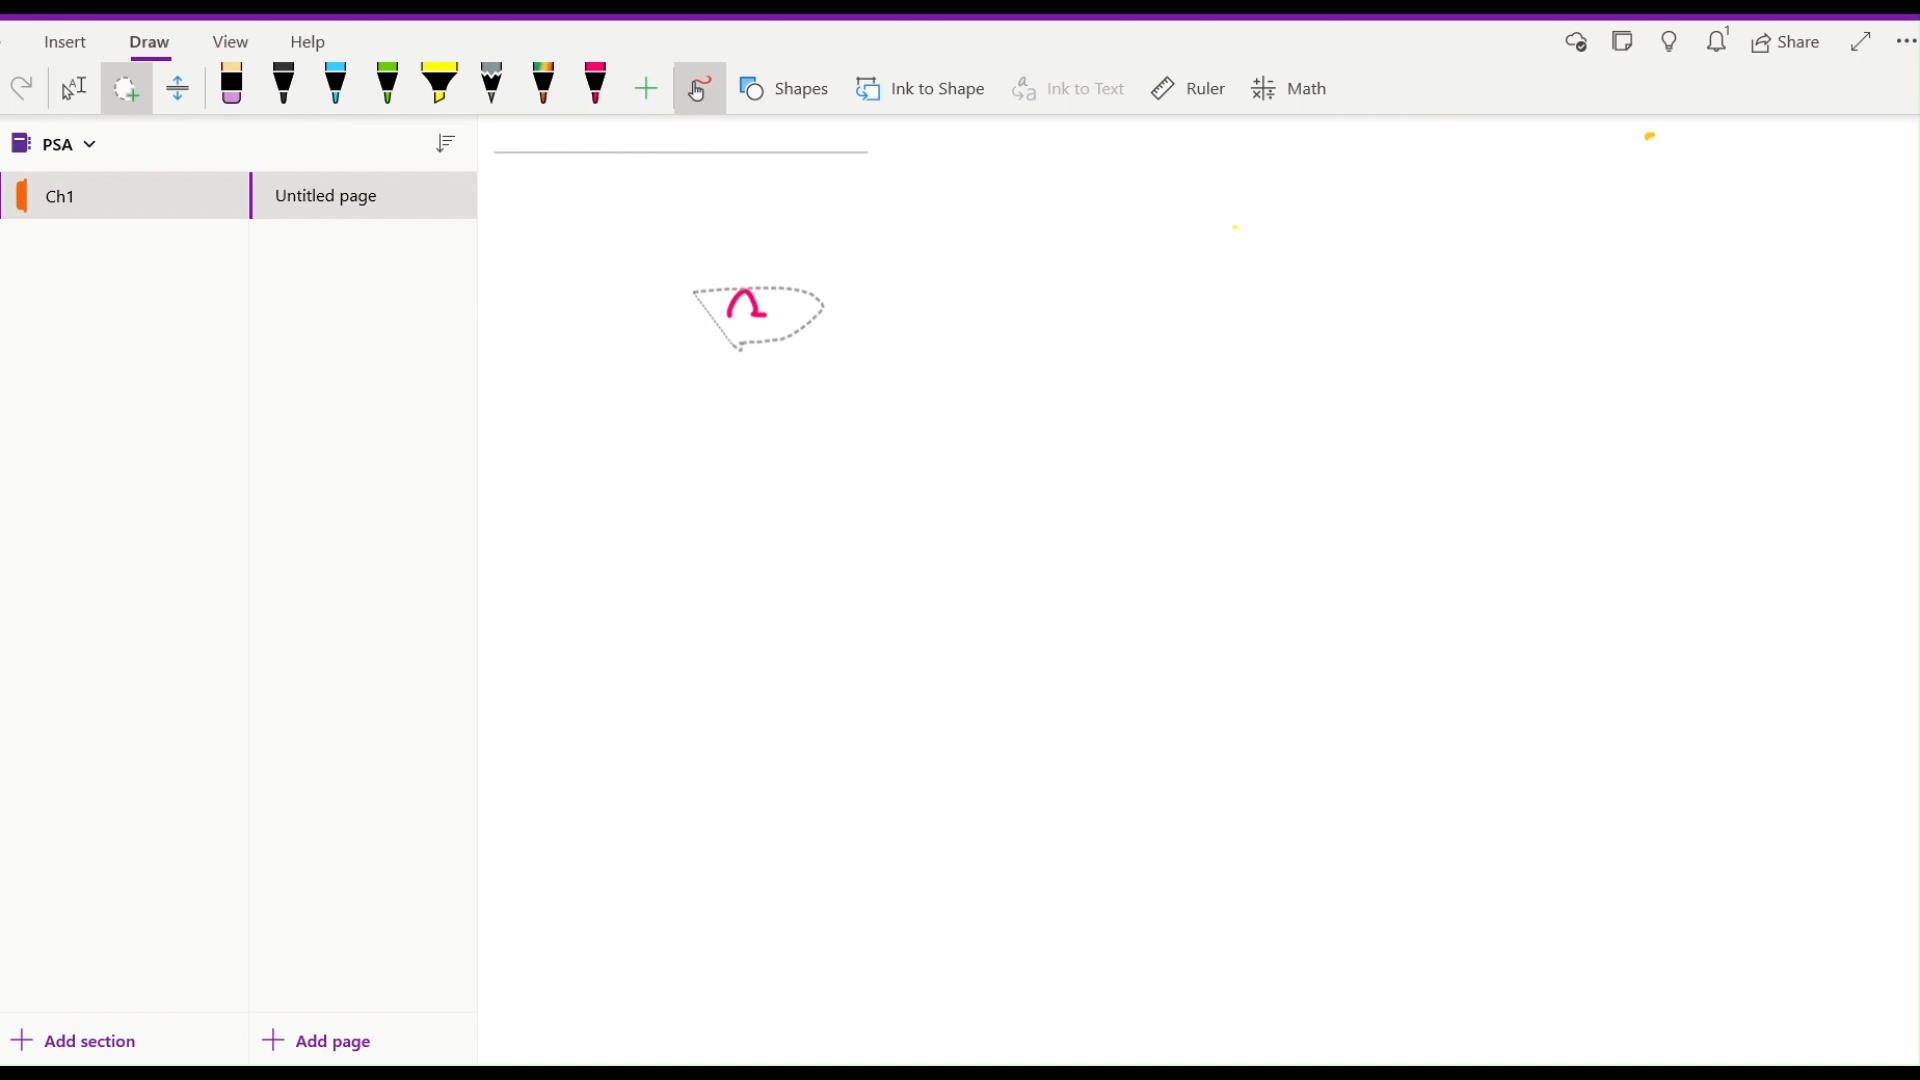 Insert Draw View Help 1 Share
Shapes Ink to Shape Ink to Text Ruler Math
PSA
Ch1 Untitled page
Add section Add page